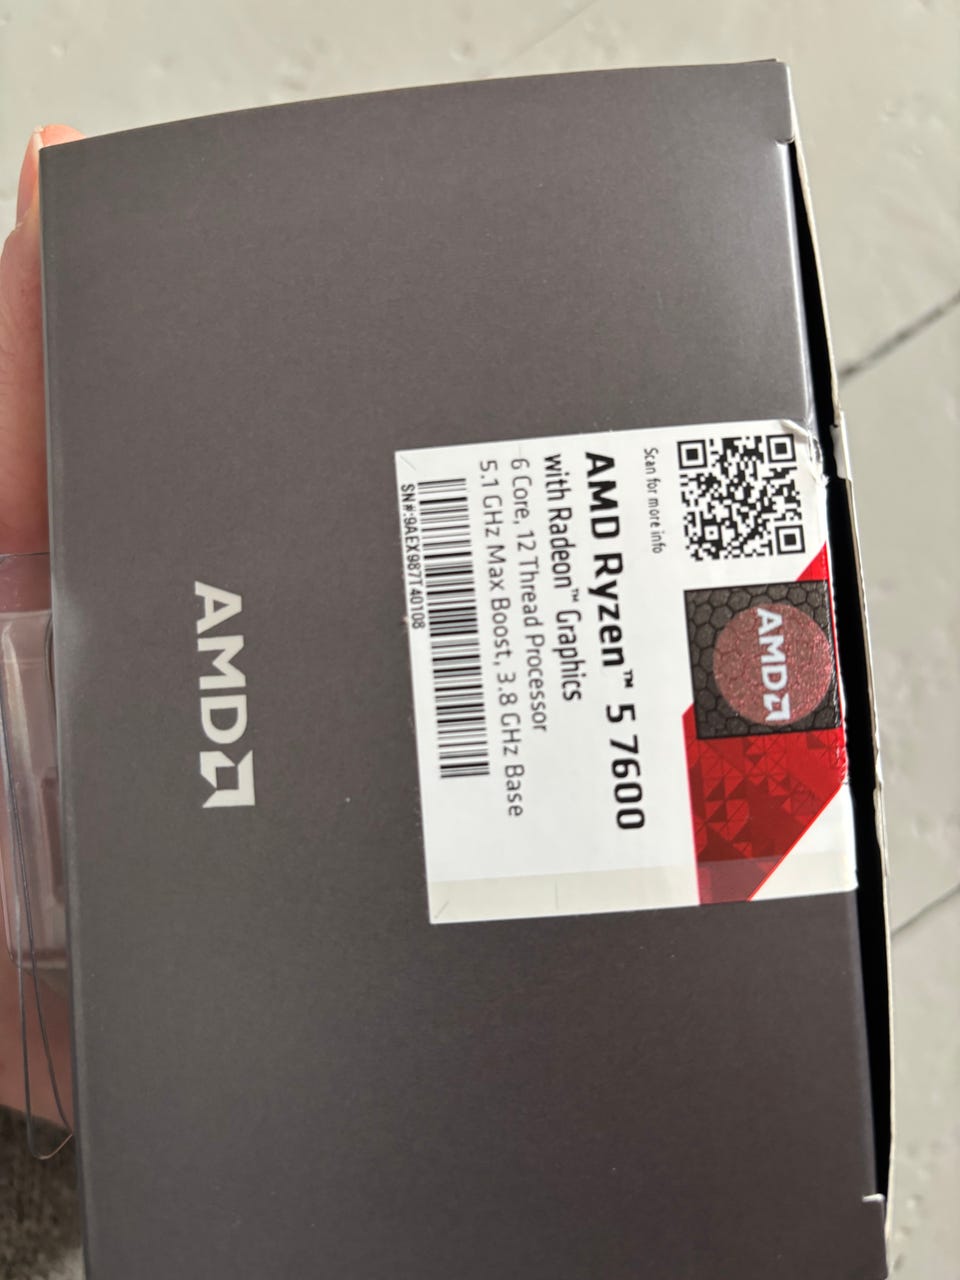 Scan for more info
AMD
AMD Ryzen™ 5 7600
with Radeon™ Graphics
6 Core, 12 Thread Processor
5.1 GHz Max Boost, 3.8 GHz Base
SN#:9AEX987T40108
AMD